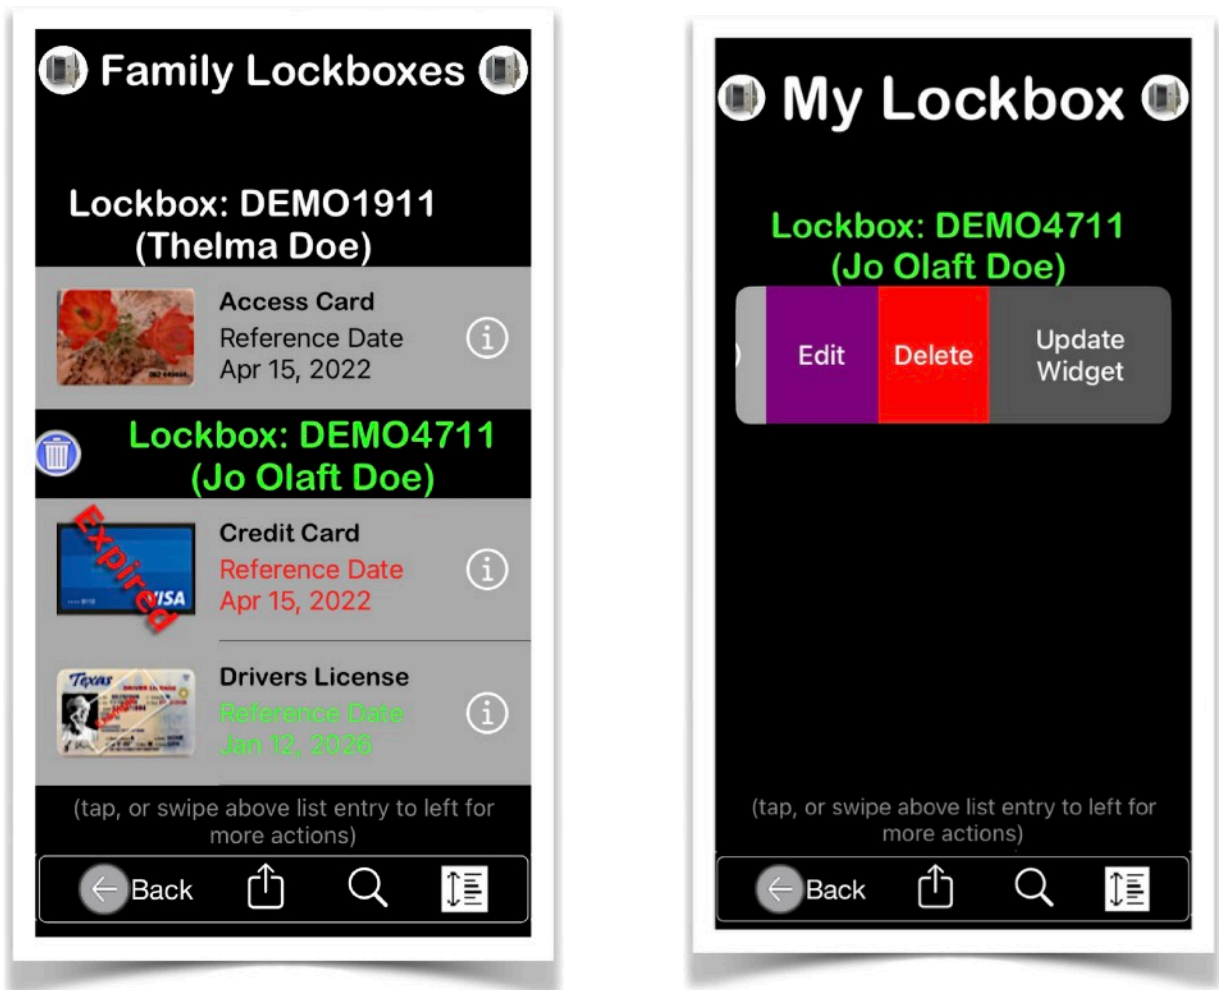 Family Lockboxes
Lockbox: DEMO1911
(Thelma Doe)
Access Card
Reference Date
Apr 15, 2022
Lockbox: DEMO4711
(Jo Olaft Doe)
Expired
VISA
Credit Card
Reference Date
Apr 15, 2022
Texas
DRIVER LICENSE
Drivers License
Reference Date
Jan 12, 2026
(tap, or swipe above list entry to left for
more actions)
Back
My Lockbox
Lockbox: DEMO4711
(Jo Olaft Doe)
Edit
Delete
Update
Widget
(tap, or swipe above list entry to left for
more actions)
Back